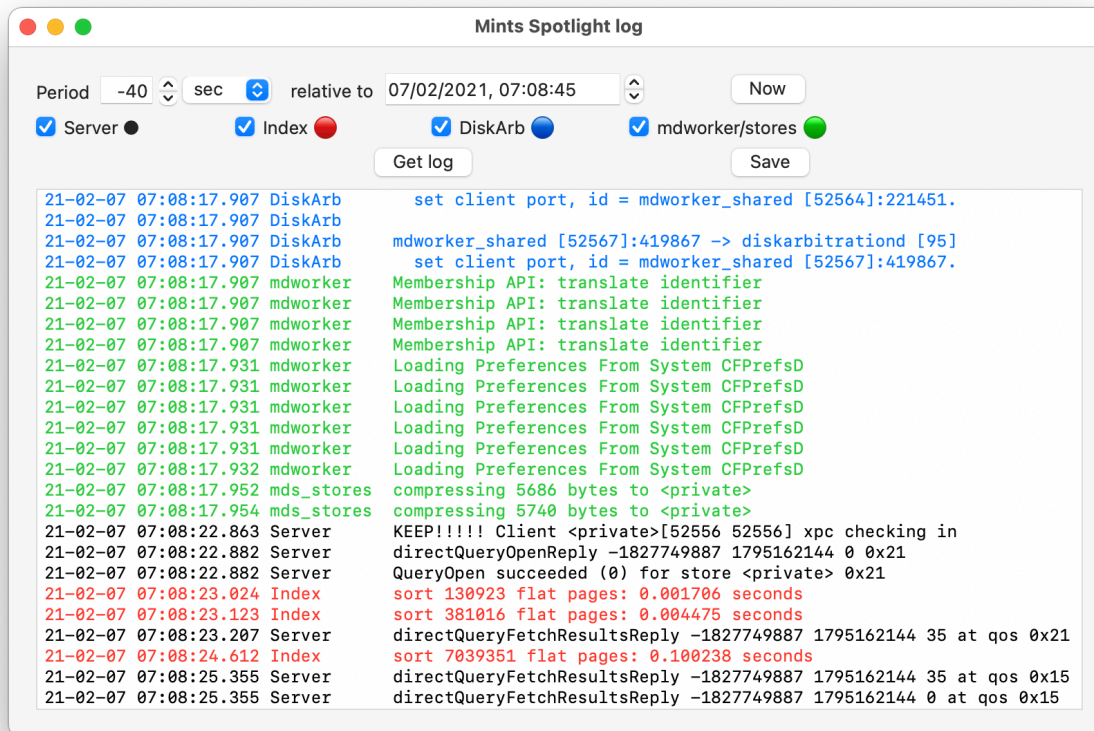 Mints Spotlight log
Period -40 sec relative to 07/02/2021, 07:08:45 Now
Server Index DiskArb mdworker/stores
Get log Save
21-02-07 07:08:17.907 DiskArb set client port, id = mdworker_shared [52564]:221451.
21-02-07 07:08:17.907 DiskArb
21-02-07 07:08:17.907 DiskArb mdworker_shared [52567]:419867 -> diskarbitrationd [95]
21-02-07 07:08:17.907 DiskArb set client port, id = mdworker_shared [52567]:419867.
21-02-07 07:08:17.907 mdworker Membership API: translate identifier
21-02-07 07:08:17.907 mdworker Membership API: translate identifier
21-02-07 07:08:17.907 mdworker Membership API: translate identifier
21-02-07 07:08:17.907 mdworker Membership API: translate identifier
21-02-07 07:08:17.931 mdworker Loading Preferences From System CFPrefsD
21-02-07 07:08:17.931 mdworker Loading Preferences From System CFPrefsD
21-02-07 07:08:17.931 mdworker Loading Preferences From System CFPrefsD
21-02-07 07:08:17.931 mdworker Loading Preferences From System CFPrefsD
21-02-07 07:08:17.931 mdworker Loading Preferences From System CFPrefsD
21-02-07 07:08:17.932 mdworker Loading Preferences From System CFPrefsD
21-02-07 07:08:17.952 mds_stores compressing 5686 bytes to <private>
21-02-07 07:08:17.954 mds_stores compressing 5740 bytes to <private>
21-02-07 07:08:22.863 Server KEEP!!!!! Client <private>[52556 52556] xpc checking in
21-02-07 07:08:22.882 Server directQueryOpenReply -1827749887 1795162144 0 0x21
21-02-07 07:08:22.882 Server QueryOpen succeeded (0) for store <private> 0x21
21-02-07 07:08:23.024 Index sort 130923 flat pages: 0.001706 seconds
21-02-07 07:08:23.123 Index sort 381016 flat pages: 0.004475 seconds
21-02-07 07:08:23.207 Server directQueryFetchResultsReply -1827749887 1795162144 35 at qos 0x21
21-02-07 07:08:24.612 Index sort 7039351 flat pages: 0.100238 seconds
21-02-07 07:08:25.355 Server directQueryFetchResultsReply -1827749887 1795162144 35 at qos 0x15
21-02-07 07:08:25.355 Server directQueryFetchResultsReply -1827749887 1795162144 0 at qos 0x15